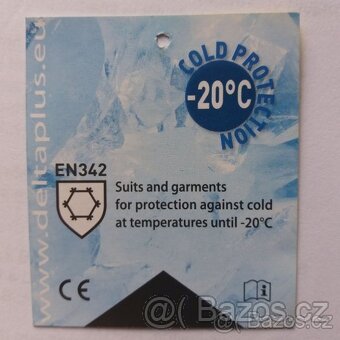 COLD PROTECTION
-20°C
www.deltaplus.eu
EN342
Suits and garments
for protection against cold
at temperatures until -20°C
CE
i
Bazos.cz